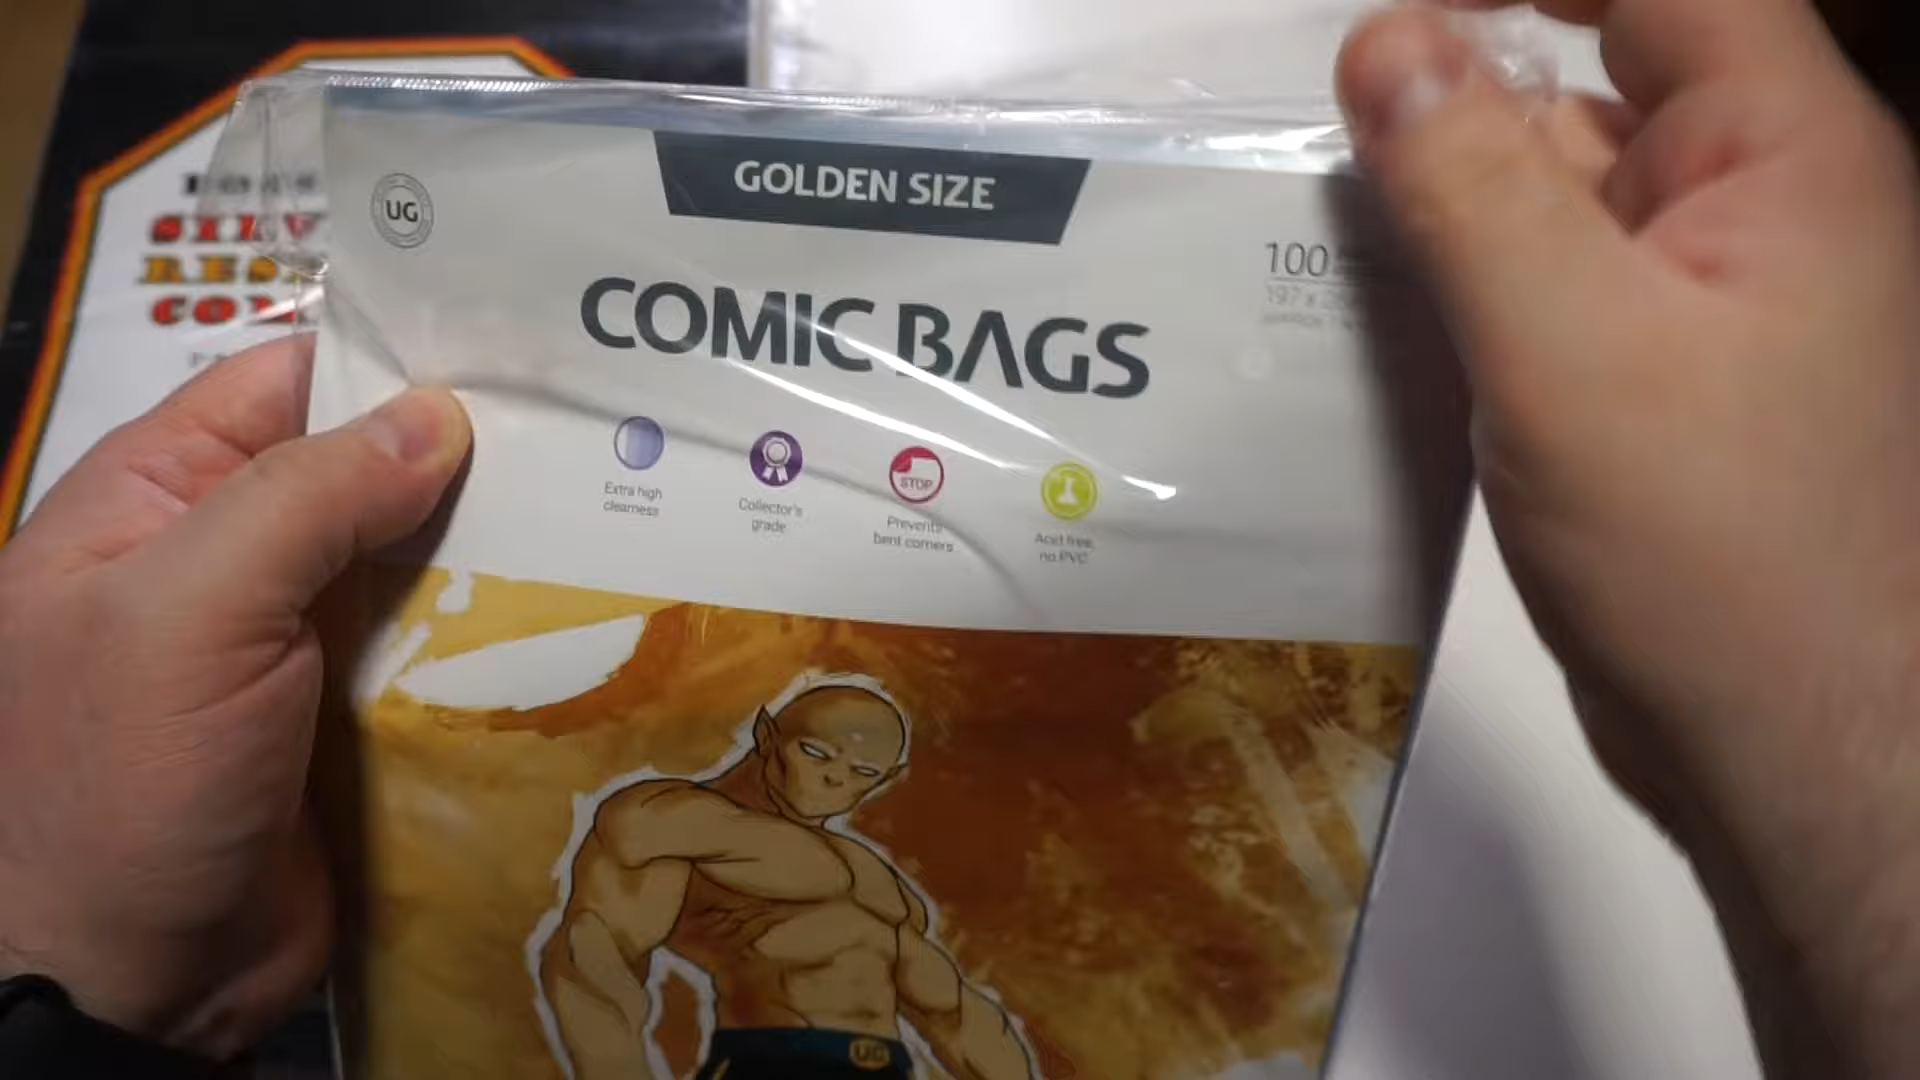 GOLDEN SIZE
UG
100
197 x
COMIC BAGS
Extra high
clearness
Collector's
grade
STOP
Prevents
bent corners
Acid free,
no PVC
UG